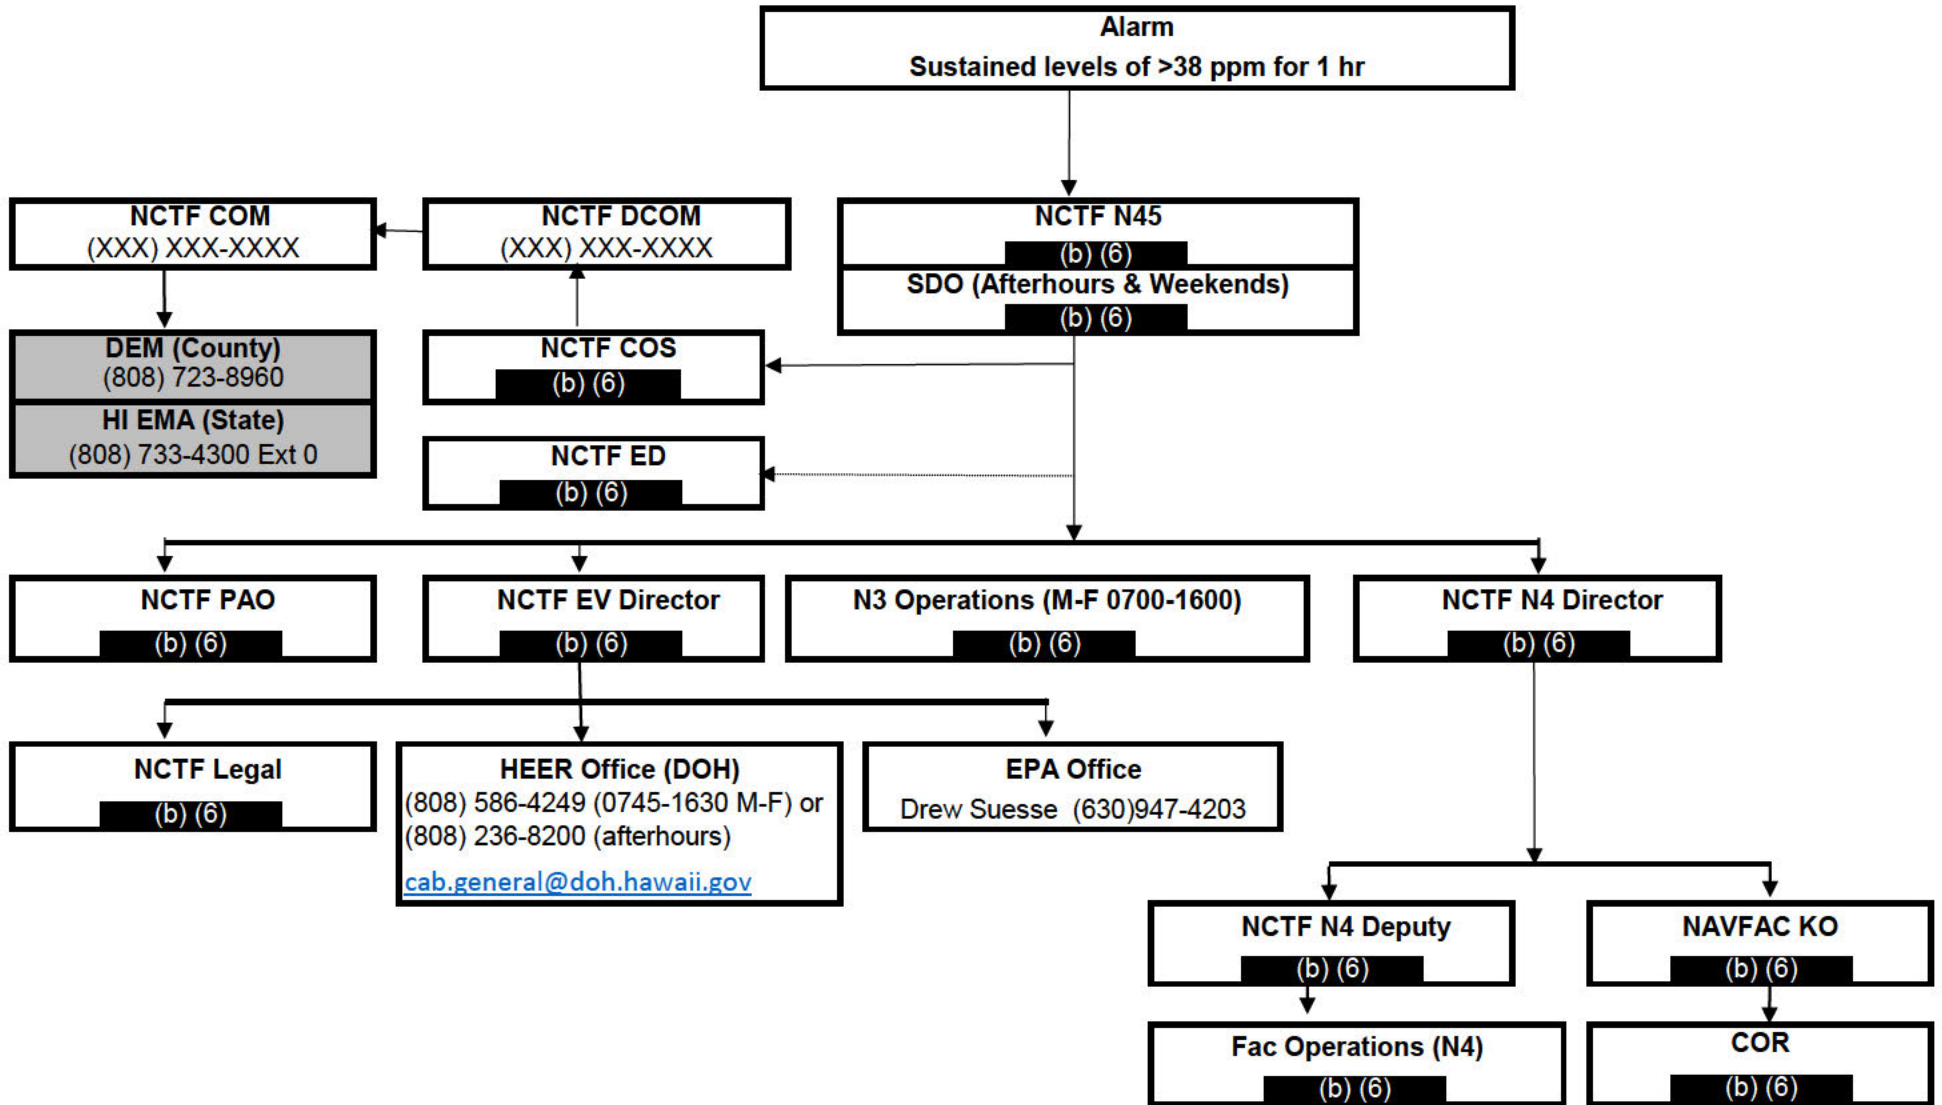 Alarm
Sustained levels of >38 ppm for 1 hr
NCTF COM
(XXX) XXX-XXXX
NCTF DCOM
(XXX) XXX-XXXX
NCTF N45
(b) (6)
SDO (Afterhours & Weekends)
(b) (6)
DEM (County)
(808) 723-8960
HI EMA (State)
(808) 733-4300 Ext 0
NCTF COS
(b) (6)
NCTF ED
(b) (6)
NCTF PAO
(b) (6)
NCTF EV Director
(b) (6)
N3 Operations (M-F 0700-1600)
(b) (6)
NCTF N4 Director
(b) (6)
NCTF Legal
(b) (6)
HEER Office (DOH)
(808) 586-4249 (0745-1630 M-F) or
(808) 236-8200 (afterhours)
cab.general@doh.hawaii.gov
EPA Office
Drew Suesse (630)947-4203
NCTF N4 Deputy
(b) (6)
NAVFAC KO
(b) (6)
Fac Operations (N4)
(b) (6)
COR
(b) (6)